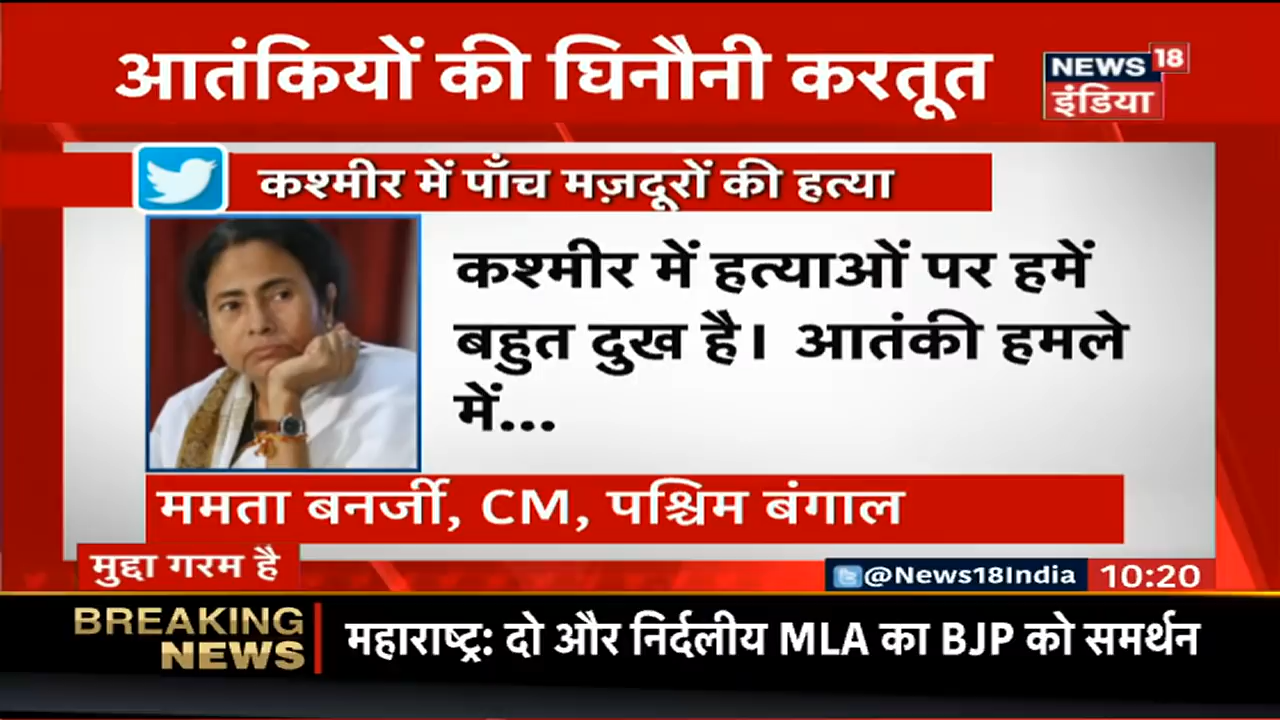 आतंकियों की घिनौनी करतूत
NEWS 18
इंडिया
कश्मीर में पाँच मज़दूरों की हत्या
कश्मीर में हत्याओं पर हमें
बहुत दुख है। आतंकी हमले
में...
ममता बनर्जी, CM, पश्चिम बंगाल
मुद्दा गरम है
@News18India 10:20
BREAKING
NEWS
महाराष्ट्र: दो और निर्दलीय MLA का BJP को समर्थन